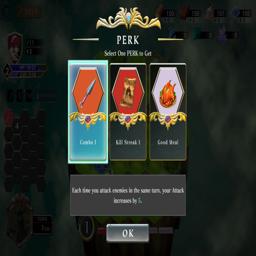 PERK
Select One PERK to Get
Combo I
Kill Streak I
Good Meal
Each time you attack enemies in the same turn, your Attack
increases by 5.
OK